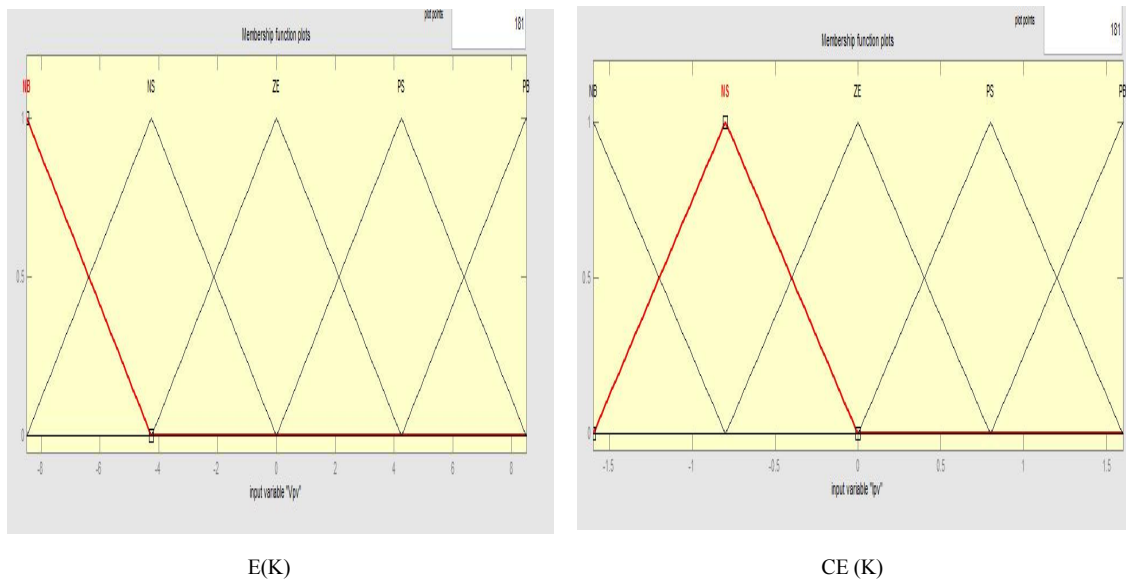 plot points
181
Membership function plots
NB NS ZE PS PB
1
0.5
0
-8 -6 -4 -2 0 2 4 6 8
input variable "Vpv"
E(K)
plot points
181
Membership function plots
NB NS ZE PS PB
1
0.5
0
-1.5 -1 -0.5 0 0.5 1 1.5
input variable "Ipv"
CE (K)